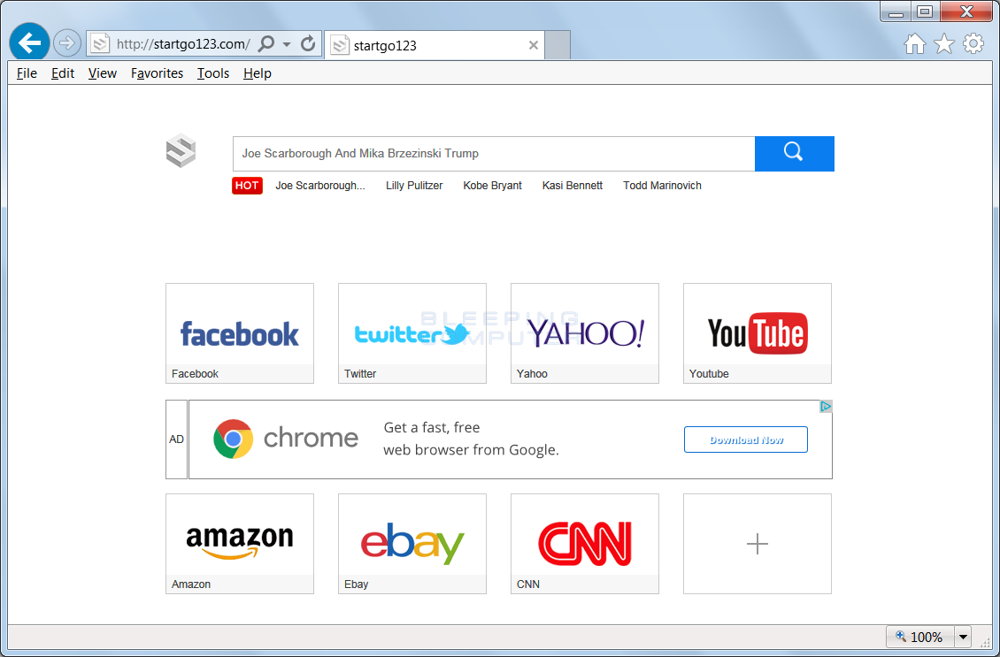 http://startgo123.com/
startgo123
File Edit View Favorites Tools Help
Joe Scarborough And Mika Brzezinski Trump
HOT Joe Scarborough... Lilly Pulitzer Kobe Bryant Kasi Bennett Todd Marinovich
facebook twitter YAHOO! YouTube
BLEEPING
COMPUTER
Facebook Twitter Yahoo Youtube
AD chrome Get a fast, free
web browser from Google.
Download Now
amazon ebay CNN
Amazon Ebay CNN
100%